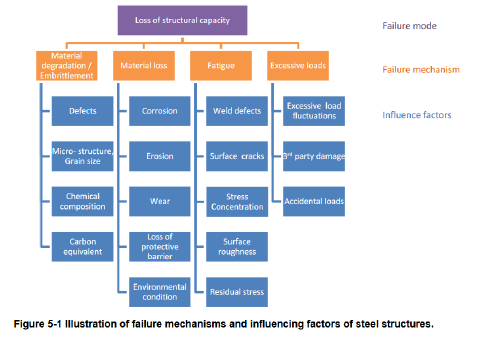 Loss of structural capacity
Failure mode
Material
degradation /
Embrittlement
Material loss
Fatigue
Excessive loads
Failure mechanism
Defects
Corrosion
Weld defects
Excessive load
fluctuations
Influence factors
Micro- structure,
Grain size
Erosion
Surface cracks
3rd party damage
Chemical
composition
Wear
Stress
Concentration
Accidental loads
Carbon
equivalent
Loss of
protective
barrier
Surface
roughness
Environmental
condition
Residual stress
Figure 5-1 Illustration of failure mechanisms and influencing factors of steel structures.